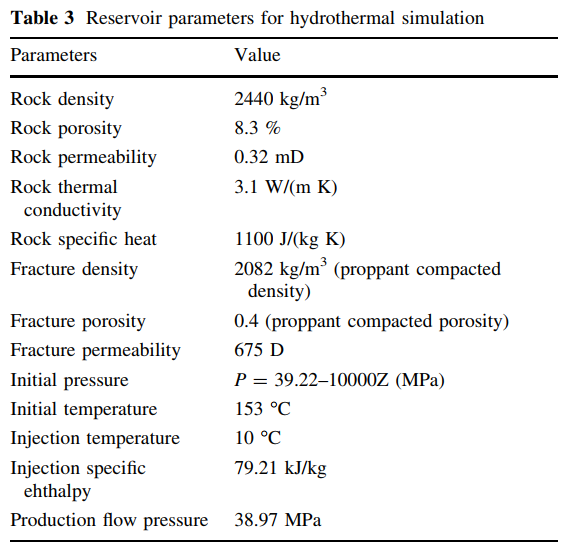 Table 3 Reservoir parameters for hydrothermal simulation
Parameters Value
Rock density 2440 kg/m³
Rock porosity 8.3 %
Rock permeability 0.32 mD
Rock thermal 3.1 W/(m K)
conductivity
Rock specific heat 1100 J/(kg K)
Fracture density 2082 kg/m³ (proppant compacted
density)
Fracture porosity 0.4 (proppant compacted porosity)
Fracture permeability 675 D
Initial pressure P = 39.22–10000Z (MPa)
Initial temperature 153 °C
Injection temperature 10 °C
Injection specific 79.21 kJ/kg
ehthalpy
Production flow pressure 38.97 MPa